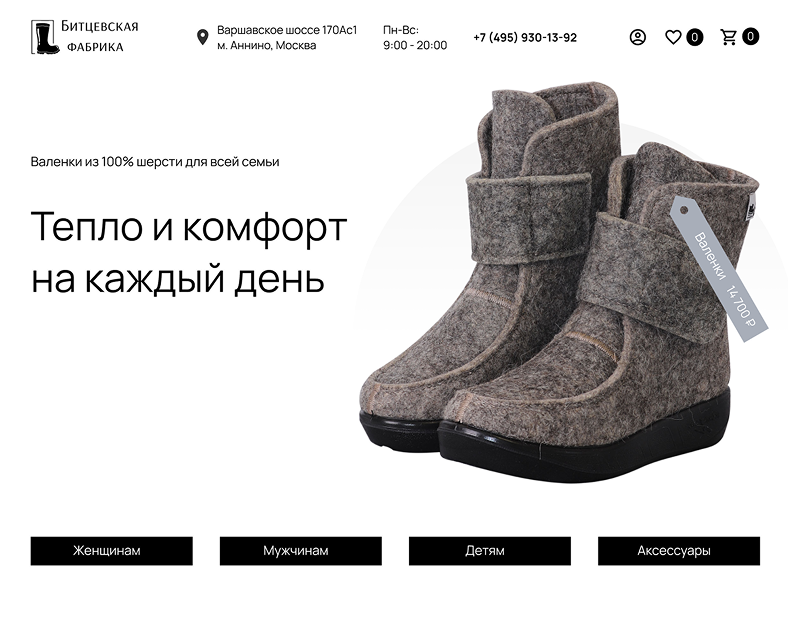 Битцевская
фабрика
Варшавское шоссе 170Ас1
м. Аннино, Москва
Пн-Вс:
9:00 - 20:00
+7 (495) 930-13-92
0
0
Валенки из 100% шерсти для всей семьи
Тепло и комфорт
на каждый день
Валенки 14 700 ₽
Женщинам
Мужчинам
Детям
Аксессуары